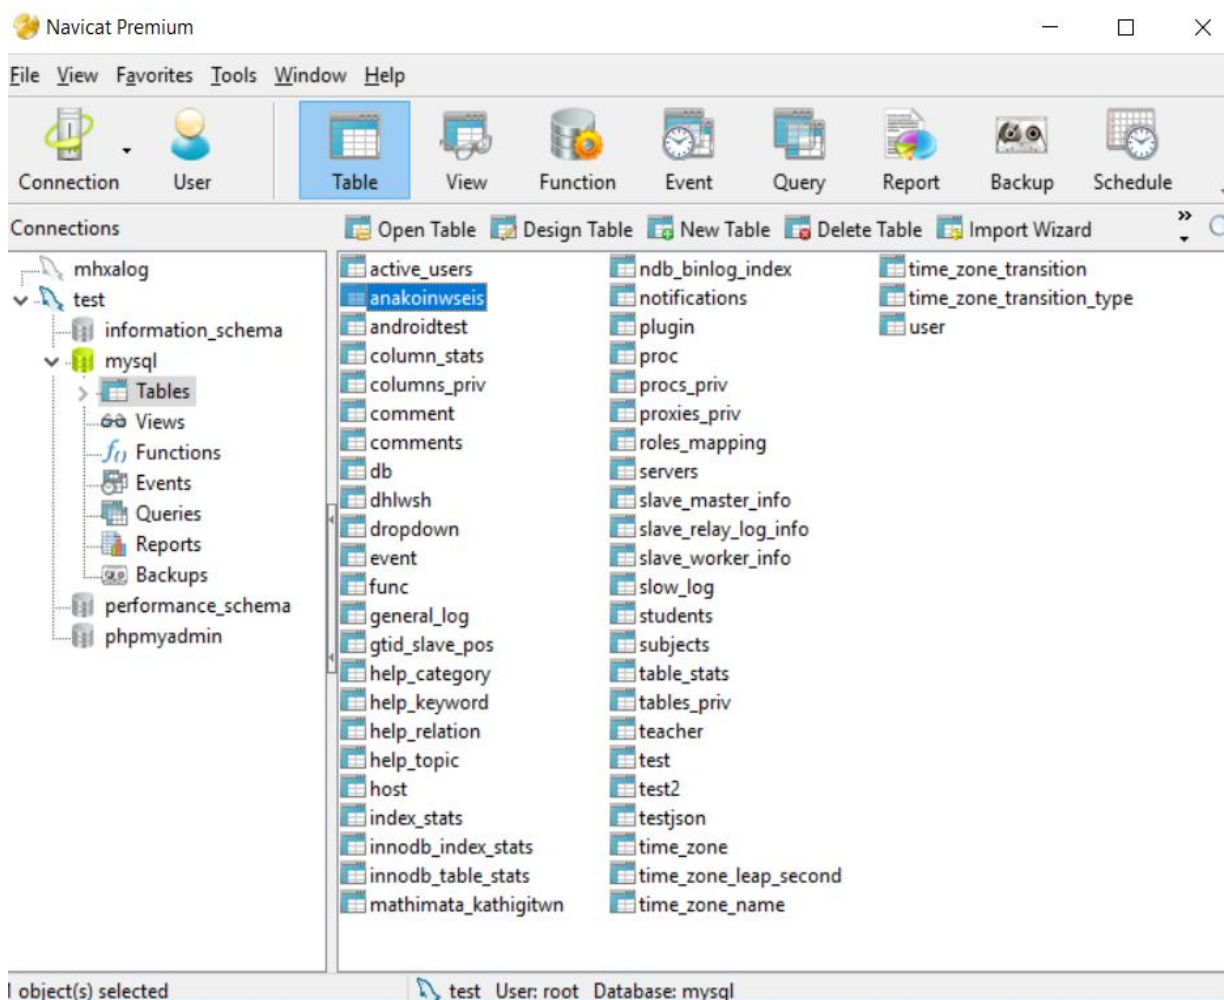 Navicat Premium
File View Favorites Tools Window Help
Connection User Table View Function Event Query Report Backup Schedule
Connections
Open Table Design Table New Table Delete Table Import Wizard »
mhxalog
test
information_schema
mysql
Tables
Views
Functions
Events
Queries
Reports
Backups
performance_schema
phpmyadmin
active_users
anakoinwseis
androidtest
column_stats
columns_priv
comment
comments
db
dhlwsh
dropdown
event
func
general_log
gtid_slave_pos
help_category
help_keyword
help_relation
help_topic
host
index_stats
innodb_index_stats
innodb_table_stats
mathimata_kathigitwn
ndb_binlog_index
notifications
plugin
proc
procs_priv
proxies_priv
roles_mapping
servers
slave_master_info
slave_relay_log_info
slave_worker_info
slow_log
students
subjects
table_stats
tables_priv
teacher
test
test2
testjson
time_zone
time_zone_leap_second
time_zone_name
time_zone_transition
time_zone_transition_type
user
object(s) selected test User: root Database: mysql